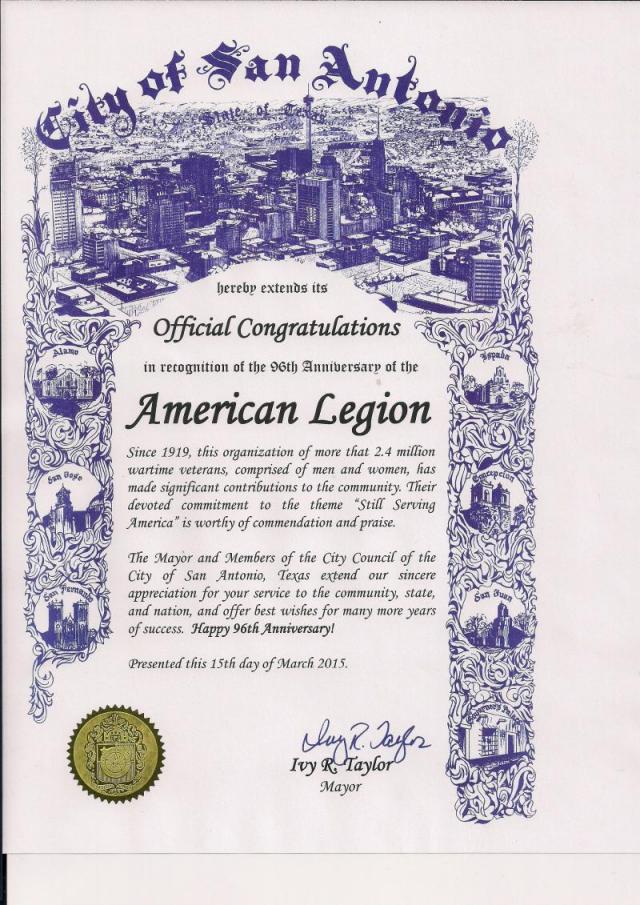 City of San Antonio
State of Texas
hereby extends its
Official Congratulations
in recognition of the 96th Anniversary of the
American Legion
Since 1919, this organization of more that 2.4 million
wartime veterans, comprised of men and women, has
made significant contributions to the community. Their
devoted commitment to the theme “Still Serving
America” is worthy of commendation and praise.
The Mayor and Members of the City Council of the
City of San Antonio, Texas extend our sincere
appreciation for your service to the community, state,
and nation, and offer best wishes for many more years
of success. Happy 96th Anniversary!
Presented this 15th day of March 2015.
Ivy R. Taylor
Ivy R. Taylor
Mayor
Alamo
San Jose
San Fernando
Espada
Concepcion
San Juan
Governor's